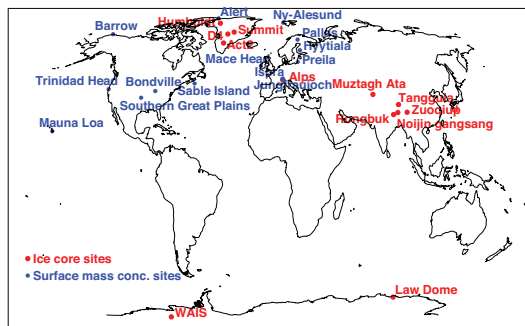 Alert
Ny-Alesund
Humboldt
Barrow
Summit
D4
Pallas
Act2
Hyytiala
Mace Head
Preila
Ispra
Trinidad Head
Bondville
Alps
Sable Island
Jungfraujoch
Muztagh Ata
Southern Great Plains
Tanggula
Zuoqiup
Mauna Loa
Rongbuk
Noijin gangsang
Ice core sites
Surface mass conc. sites
Law Dome
WAIS